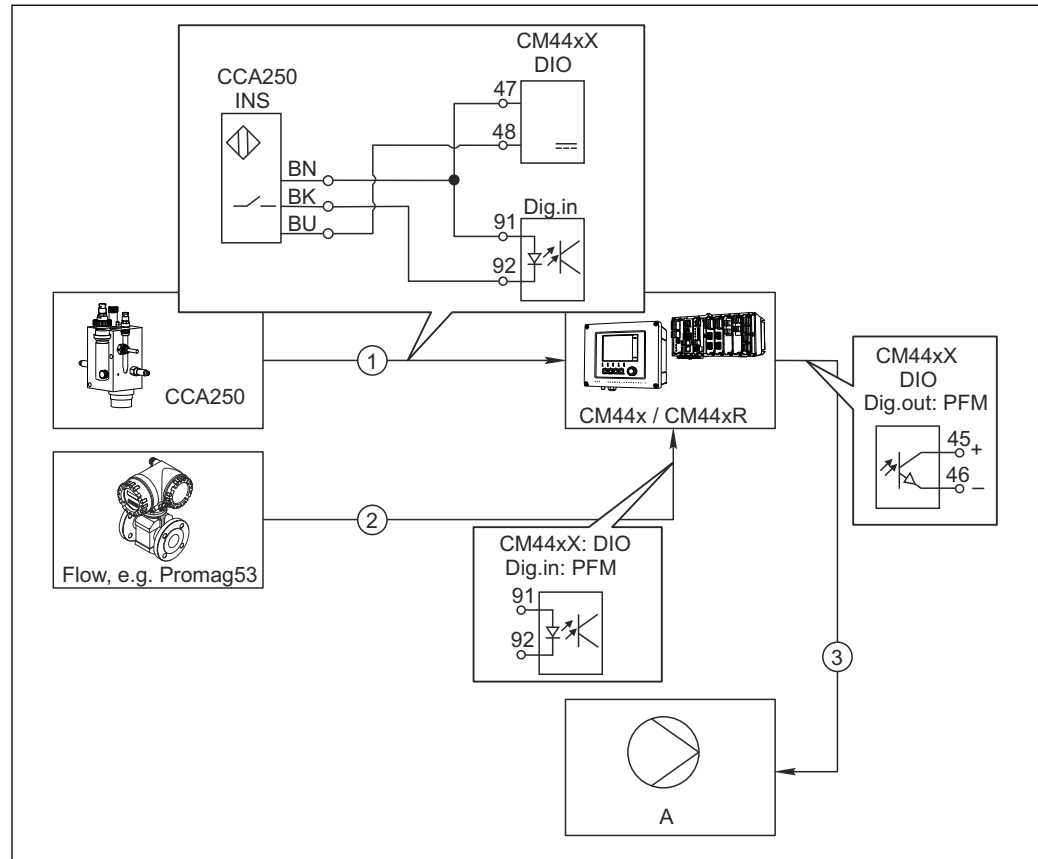 CCA250
INS
BN
BK
BU
CM44xX
DIO
47
48
Dig.in
91
92
CCA250
1
CM44x / CM44xR
CM44xX
DIO
Dig.out: PFM
45
+
46
–
Flow, e.g. Promag53
2
CM44xX: DIO
Dig.in: PFM
91
92
3
A